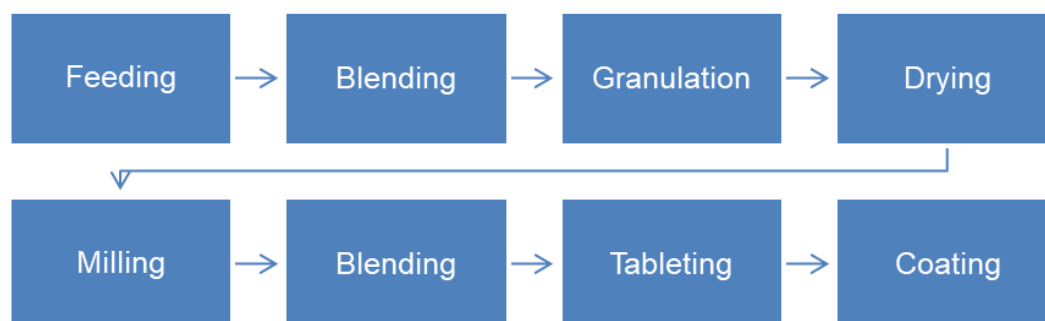 Feeding
Blending
Granulation
Drying
Milling
Blending
Tableting
Coating